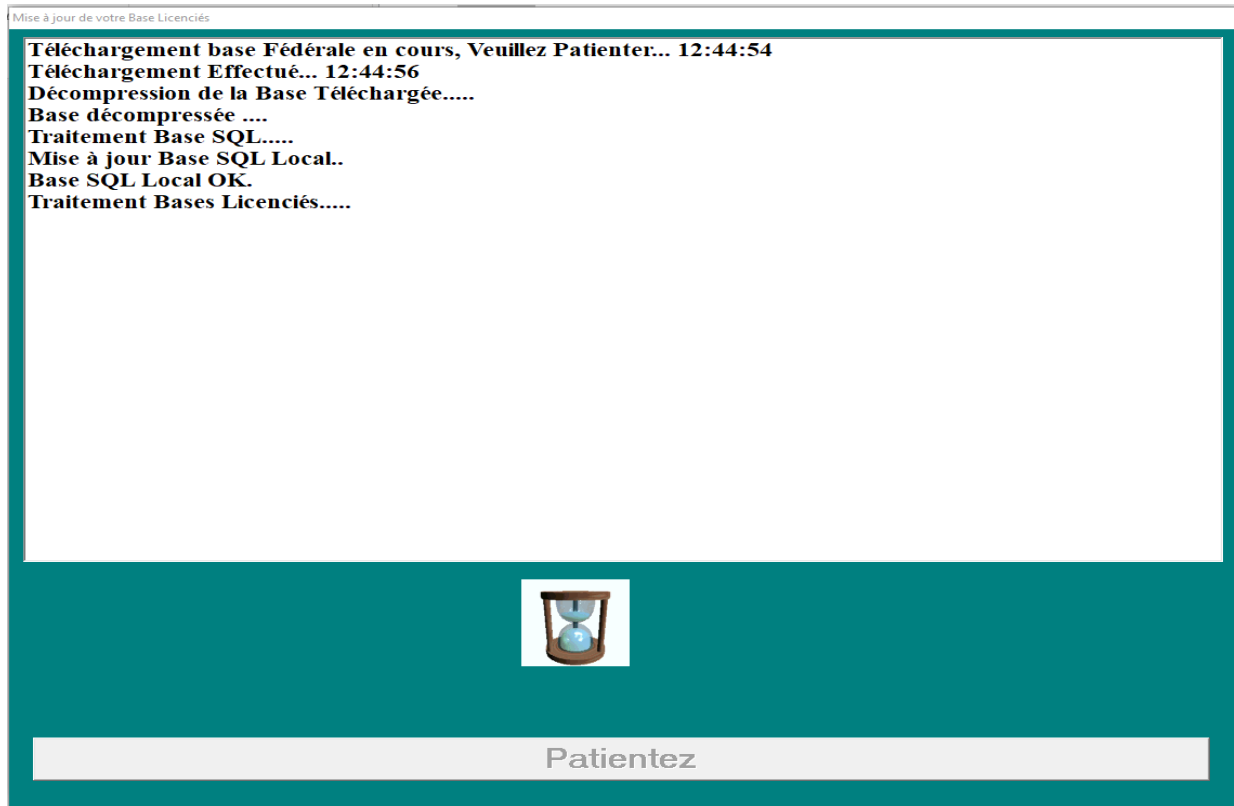 Mise à jour de votre Base Licenciés
Téléchargement base Fédérale en cours, Veuillez Patienter... 12:44:54
Téléchargement Effectué... 12:44:56
Décompression de la Base Téléchargée.....
Base décompressée ....
Traitement Base SQL.....
Mise à jour Base SQL Local..
Base SQL Local OK.
Traitement Bases Licenciés.....
Patientez